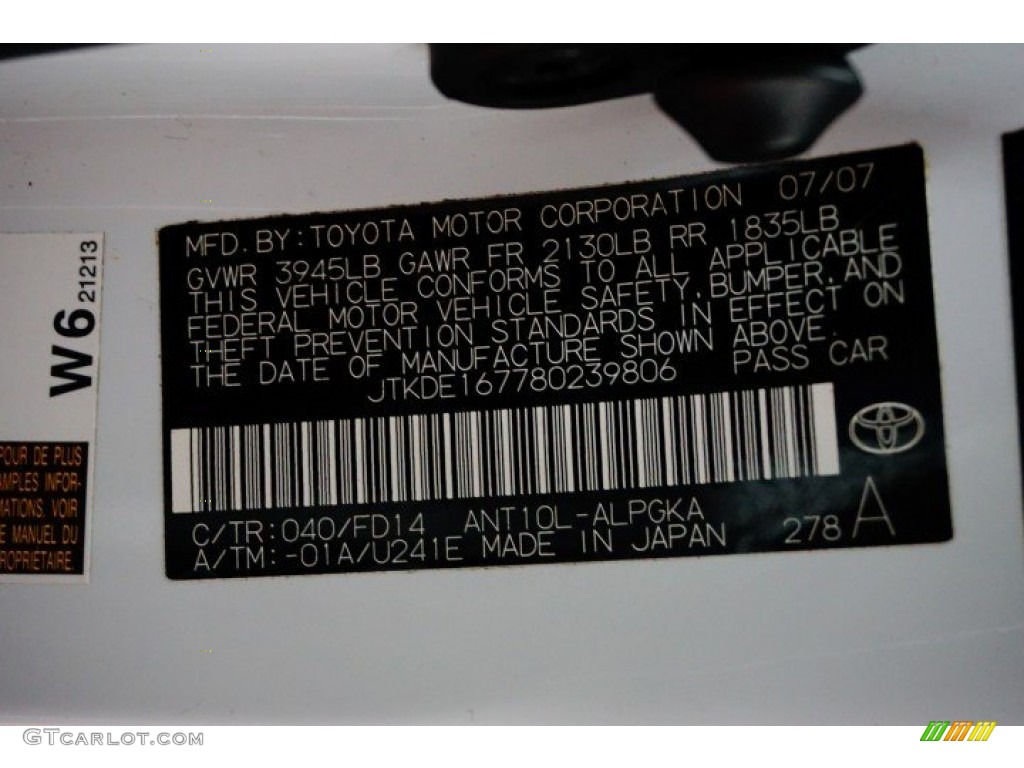 MFD. BY: TOYOTA MOTOR CORPORATION 07/07
GVWR 3945LB GAWR FR 2130LB RR 1835LB
THIS VEHICLE CONFORMS TO ALL APPLICABLE
FEDERAL MOTOR VEHICLE SAFETY, BUMPER, AND
THEFT PREVENTION STANDARDS IN EFFECT ON
THE DATE OF MANUFACTURE SHOWN ABOVE.
JTKDE167780239806 PASS CAR
C/TR: 040/FD14 ANT10L-ALPGKA
A/TM: -01A/U241E MADE IN JAPAN 278 A
W6 21213
POUR DE PLUS
AMPLES INFOR-
MATIONS, VOIR
MANUEL DU
PROPRIÉTAIRE.
GTCARLOT.COM